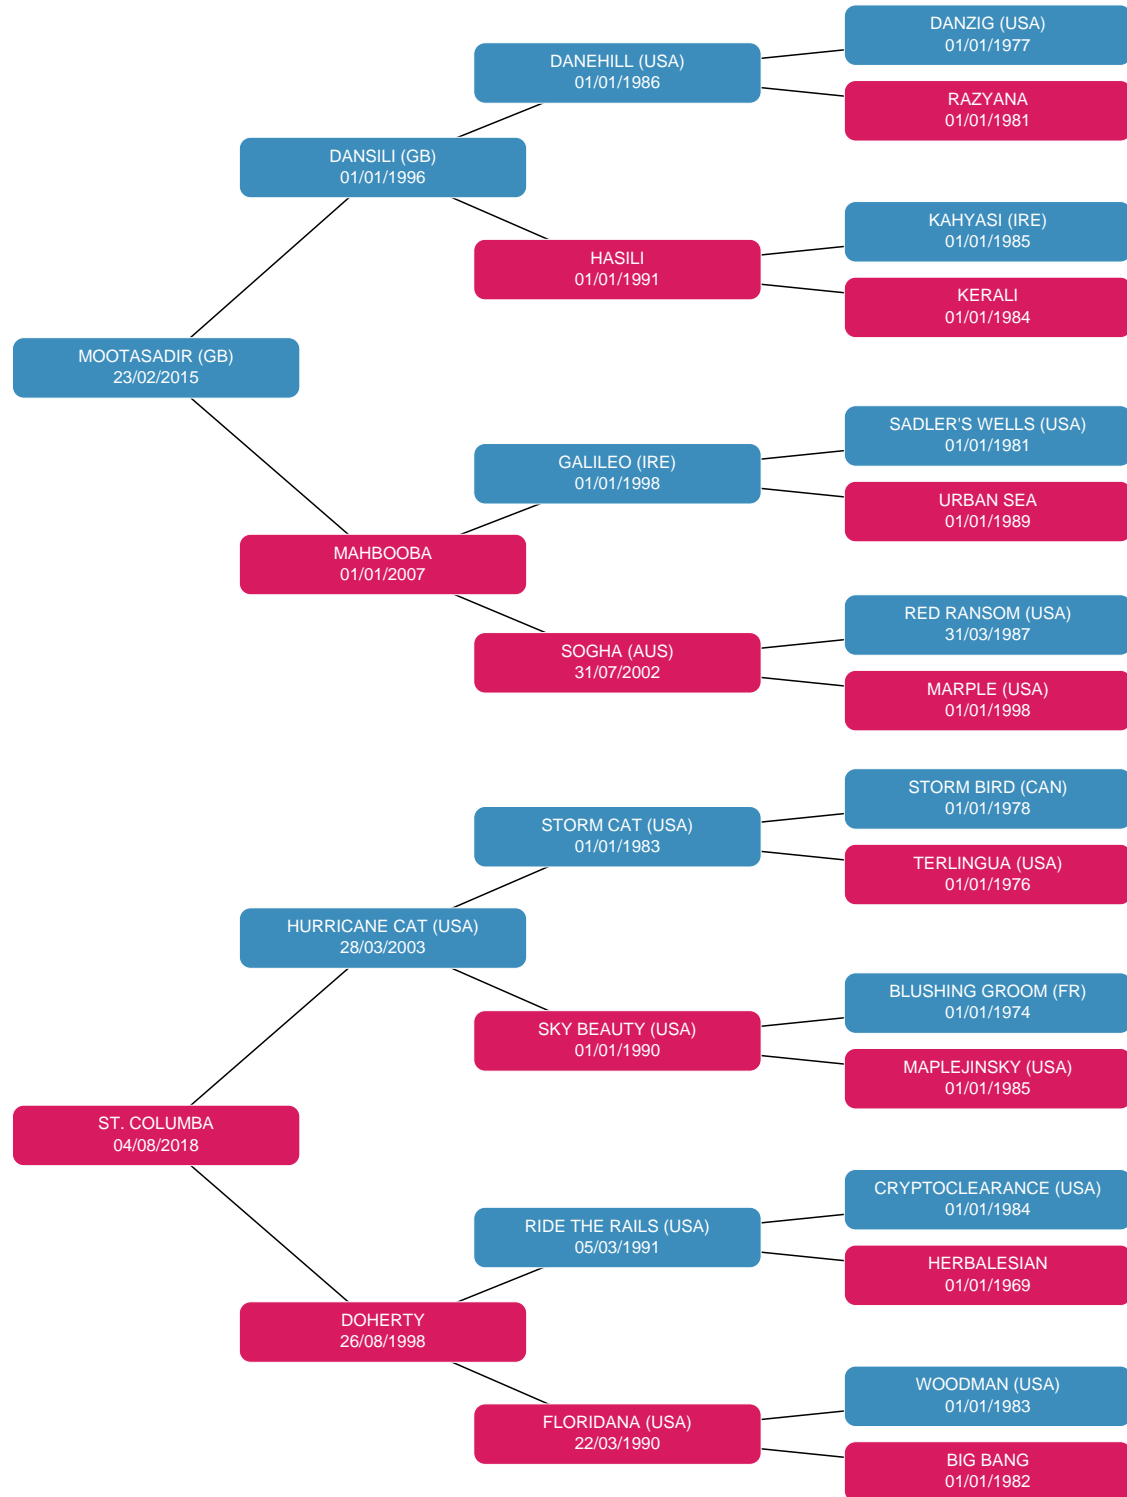 DANZIG (USA)
01/01/1977
DANEHILL (USA)
01/01/1986
RAZYANA
01/01/1981
DANSILI (GB)
01/01/1996
KAHYASI (IRE)
01/01/1985
HASILI
01/01/1991
KERALI
01/01/1984
MOOTASADIR (GB)
23/02/2015
SADLER'S WELLS (USA)
01/01/1981
GALILEO (IRE)
01/01/1998
URBAN SEA
01/01/1989
MAHBOOBA
01/01/2007
RED RANSOM (USA)
31/03/1987
SOGHA (AUS)
31/07/2002
MARPLE (USA)
01/01/1998
STORM BIRD (CAN)
01/01/1978
STORM CAT (USA)
01/01/1983
TERLINGUA (USA)
01/01/1976
HURRICANE CAT (USA)
28/03/2003
BLUSHING GROOM (FR)
01/01/1974
SKY BEAUTY (USA)
01/01/1990
MAPLEJINSKY (USA)
01/01/1985
ST. COLUMBA
04/08/2018
CRYPTOCLEARANCE (USA)
01/01/1984
RIDE THE RAILS (USA)
05/03/1991
HERBALESIAN
01/01/1969
DOHERTY
26/08/1998
WOODMAN (USA)
01/01/1983
FLORIDANA (USA)
22/03/1990
BIG BANG
01/01/1982